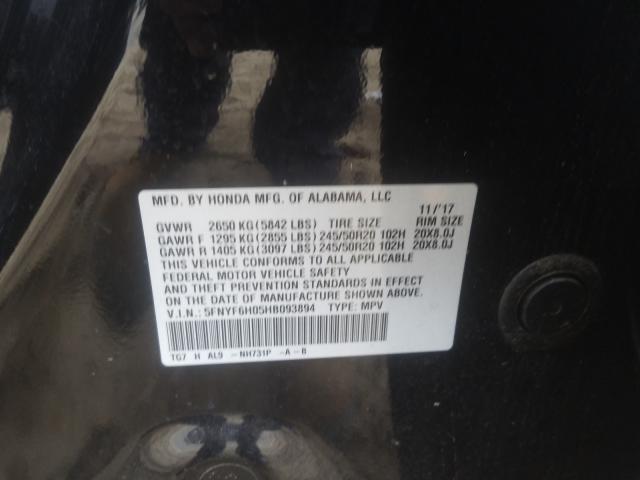 MFD. BY HONDA MFG. OF ALABAMA, LLC 11/'17
GVWR 2650 KG(5842 LBS) TIRE SIZE RIM SIZE
GAWR F 1295 KG(2855 LBS)245/50R20 102H 20X8.0J
GAWR R 1405 KG(3097 LBS)245/50R20 102H 20X8.0J
THIS VEHICLE CONFORMS TO ALL APPLICABLE
FEDERAL MOTOR VEHICLE SAFETY
AND THEFT PREVENTION STANDARDS IN EFFECT
ON THE DATE OF MANUFACTURE SHOWN ABOVE.
V.I.N.: 5FNYF6H05HB093894 TYPE: MPV
TG7 H AL9 -NH731P -A-B